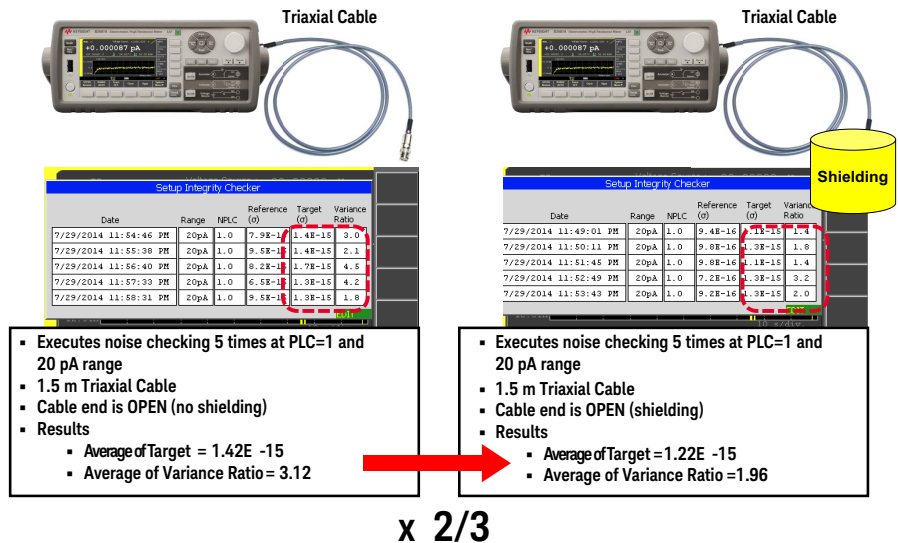 Triaxial Cable
+0.000087 pA
Setup Integrity Checker
Date Range NPLC Reference (σ) Target (σ) Variance Ratio
7/29/2014 11:54:46 PM 20pA 1.0 1.4E-15 3.0
7/29/2014 11:55:38 PM 20pA 1.0 9.5E-16 1.4E-15 2.1
7/29/2014 11:56:40 PM 20pA 1.0 8.2E-16 1.7E-15 4.5
7/29/2014 11:57:33 PM 20pA 1.0 6.5E-16 1.3E-15 4.2
7/29/2014 11:58:31 PM 20pA 1.0 9.5E-16 1.3E-15 1.8
EDIT
▪ Executes noise checking 5 times at PLC=1 and
20 pA range
▪ 1.5 m Triaxial Cable
▪ Cable end is OPEN (no shielding)
▪ Results
▪ Average of Target = 1.42E -15
▪ Average of Variance Ratio = 3.12
Triaxial Cable
+0.000087 pA
Shielding
Setup Integrity Checker
Date Range NPLC Reference (σ) Target (σ) Variance
7/29/2014 11:49:01 PM 20pA 1.0 9.4E-16 1.1E-15 1.4
7/29/2014 11:50:11 PM 20pA 1.0 9.8E-16 1.3E-15 1.8
7/29/2014 11:51:45 PM 20pA 1.0 9.8E-16 1.1E-15 1.4
7/29/2014 11:52:49 PM 20pA 1.0 7.2E-16 1.3E-15 3.2
7/29/2014 11:53:43 PM 20pA 1.0 9.2E-16 1.3E-15 2.0
10 s/div.
▪ Executes noise checking 5 times at PLC=1 and
20 pA range
▪ 1.5 m Triaxial Cable
▪ Cable end is OPEN (shielding)
▪ Results
▪ Average of Target =1.22E -15
▪ Average of Variance Ratio =1.96
x 2/3